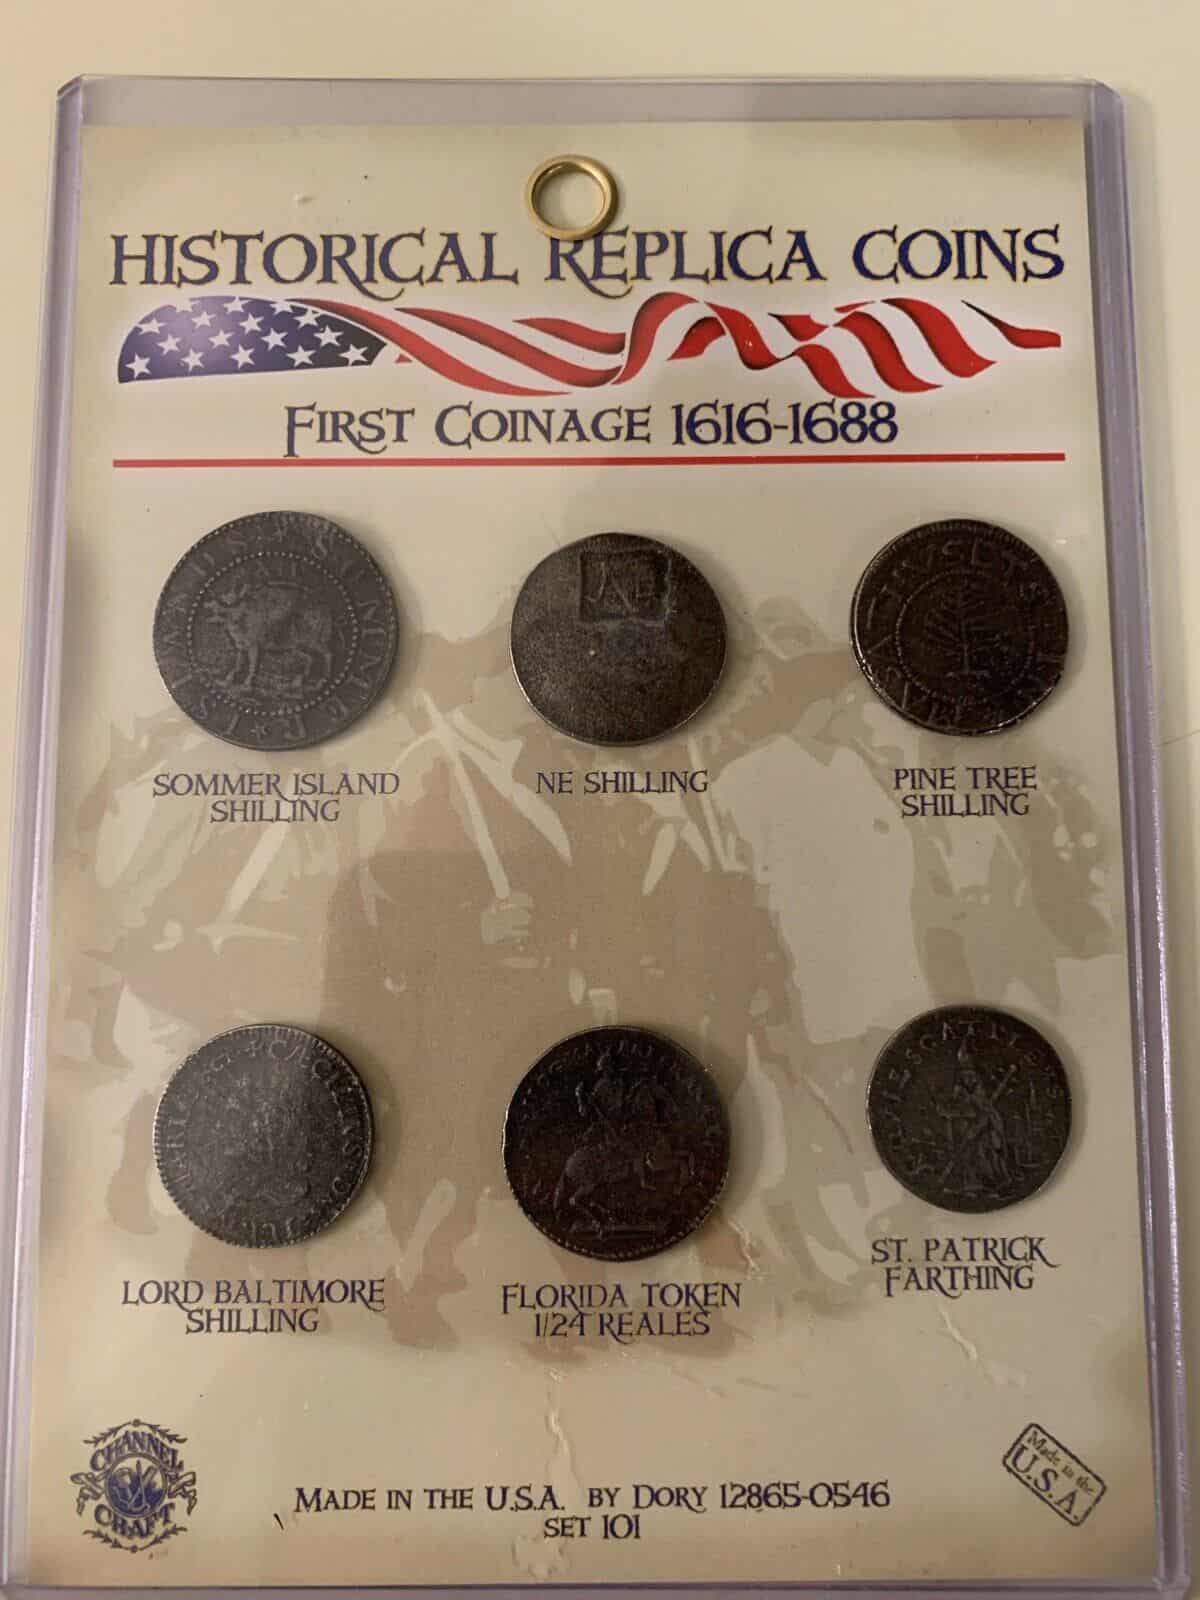 HISTORICAL REPLICA COINS
FIRST COINAGE 1616-1688
NE
SOMMER ISLAND
SHILLING
NE SHILLING
PINE TREE
SHILLING
LORD BALTIMORE
SHILLING
FLORIDA TOKEN
1/24 REALES
ST. PATRICK
FARTHING
CHANNEL
CRAFT
MADE IN THE U.S.A. BY DORY 12865-0546
SET 101
Made in the
U.S.A.